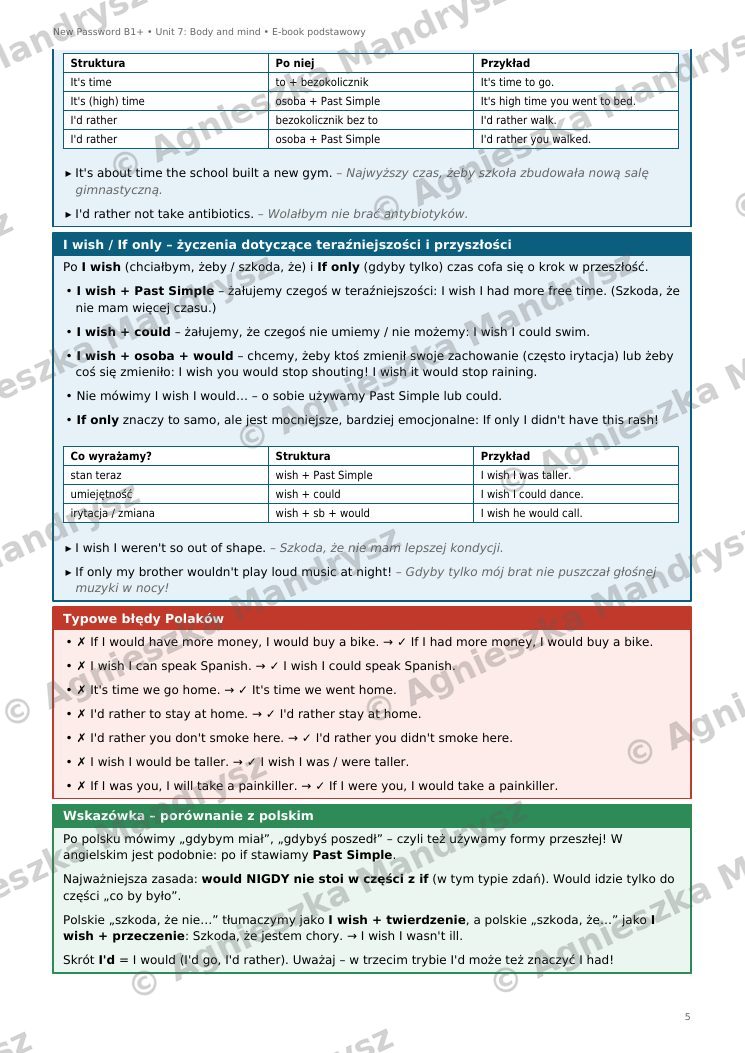 New Password B1+ • Unit 7: Body and mind • E-book podstawowy
Struktura Po niej Przykład
It's time to + bezokolicznik It's time to go.
It's (high) time osoba + Past Simple It's high time you went to bed.
I'd rather bezokolicznik bez to I'd rather walk.
I'd rather osoba + Past Simple I'd rather you walked.
▸ It's about time the school built a new gym. – Najwyższy czas, żeby szkoła zbudowała nową salę
gimnastyczną.
▸ I'd rather not take antibiotics. – Wolałbym nie brać antybiotyków.
I wish / If only – życzenia dotyczące teraźniejszości i przyszłości
Po I wish (chciałbym, żeby / szkoda, że) i If only (gdyby tylko) czas cofa się o krok w przeszłość.
• I wish + Past Simple – żałujemy czegoś w teraźniejszości: I wish I had more free time. (Szkoda, że
nie mam więcej czasu.)
• I wish + could – żałujemy, że czegoś nie umiemy / nie możemy: I wish I could swim.
• I wish + osoba + would – chcemy, żeby ktoś zmienił swoje zachowanie (często irytacja) lub żeby
coś się zmieniło: I wish you would stop shouting! I wish it would stop raining.
• Nie mówimy I wish I would… – o sobie używamy Past Simple lub could.
• If only znaczy to samo, ale jest mocniejsze, bardziej emocjonalne: If only I didn't have this rash!
Co wyrażamy? Struktura Przykład
stan teraz wish + Past Simple I wish I was taller.
umiejętność wish + could I wish I could dance.
irytacja / zmiana wish + sb + would I wish he would call.
▸ I wish I weren't so out of shape. – Szkoda, że nie mam lepszej kondycji.
▸ If only my brother wouldn't play loud music at night! – Gdyby tylko mój brat nie puszczał głośnej
muzyki w nocy!
Typowe błędy Polaków
• ✗ If I would have more money, I would buy a bike. → ✓ If I had more money, I would buy a bike.
• ✗ I wish I can speak Spanish. → ✓ I wish I could speak Spanish.
• ✗ It's time we go home. → ✓ It's time we went home.
• ✗ I'd rather to stay at home. → ✓ I'd rather stay at home.
• ✗ I'd rather you don't smoke here. → ✓ I'd rather you didn't smoke here.
• ✗ I wish I would be taller. → ✓ I wish I was / were taller.
• ✗ If I was you, I will take a painkiller. → ✓ If I were you, I would take a painkiller.
Wskazówka – porównanie z polskim
Po polsku mówimy „gdybym miał”, „gdybyś poszedł” – czyli też używamy formy przeszłej! W
angielskim jest podobnie: po if stawiamy Past Simple.
Najważniejsza zasada: would NIGDY nie stoi w części z if (w tym typie zdań). Would idzie tylko do
części „co by było”.
Polskie „szkoda, że nie…” tłumaczymy jako I wish + twierdzenie, a polskie „szkoda, że…” jako I
wish + przeczenie: Szkoda, że jestem chory. → I wish I wasn't ill.
Skrót I'd = I would (I'd go, I'd rather). Uważaj – w trzecim trybie I'd może też znaczyć I had!
5
© Agnieszka Mandrysz